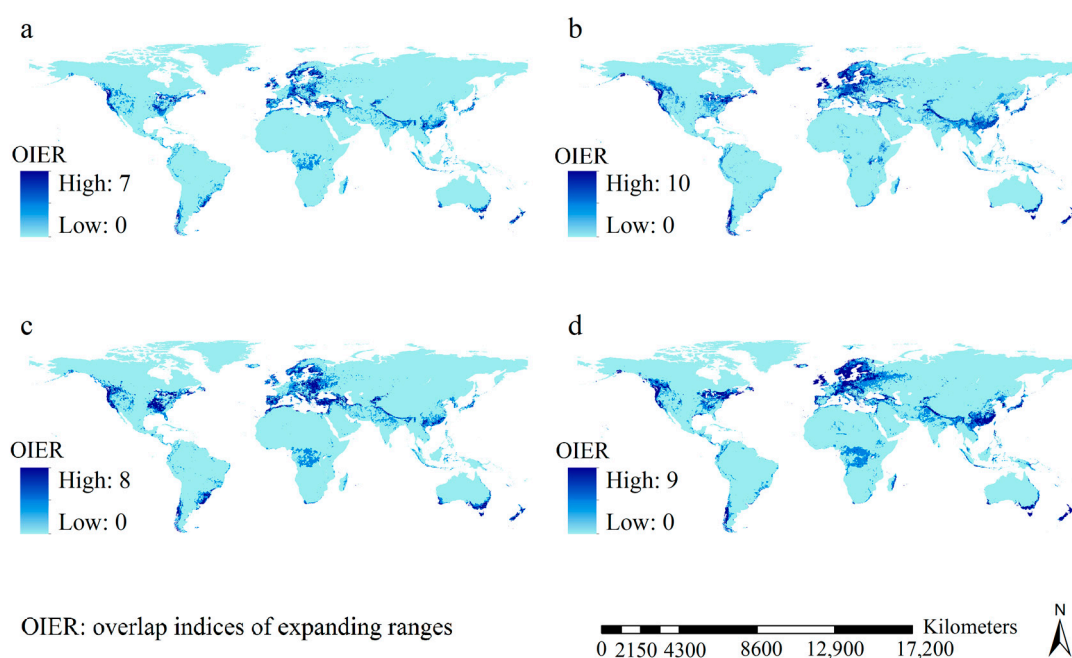 a
b
OIER
High: 7
Low: 0
OIER
High: 10
Low: 0
c
d
OIER
High: 8
Low: 0
OIER
High: 9
Low: 0
OIER: overlap indices of expanding ranges
N
Kilometers
0 2150 4300 8600 12,900 17,200